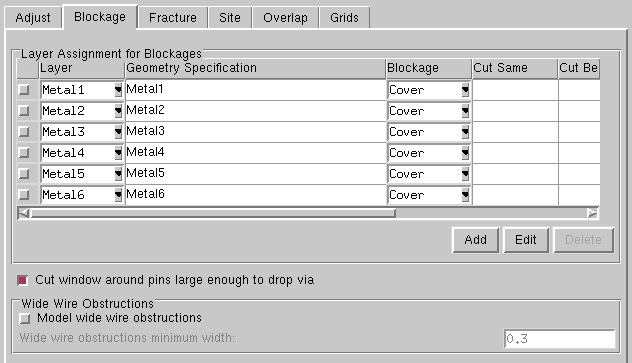 Adjust Blockage Fracture Site Overlap Grids
Layer Assignment for Blockages
Layer Geometry Specification Blockage Cut Same Cut Be
Metal1 Metal1 Cover
Metal2 Metal2 Cover
Metal3 Metal3 Cover
Metal4 Metal4 Cover
Metal5 Metal5 Cover
Metal6 Metal6 Cover
Add Edit Delete
Cut window around pins large enough to drop via
Wide Wire Obstructions
Model wide wire obstructions
Wide wire obstructions minimum width: 0.3